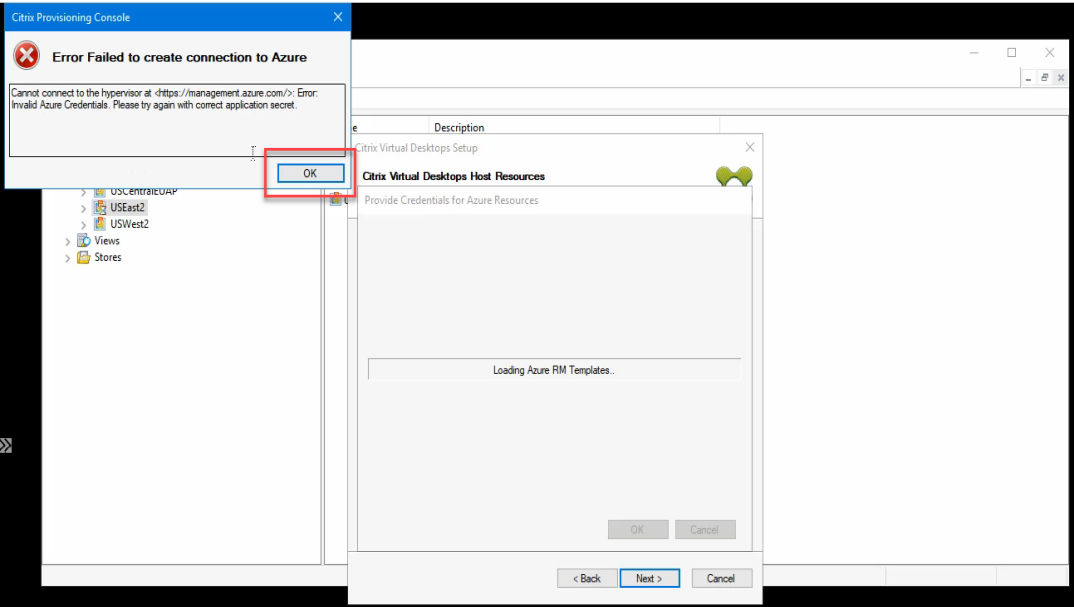 Citrix Provisioning Console
Error Failed to create connection to Azure
Cannot connect to the hypervisor at <https://management.azure.com/>: Error:
Invalid Azure Credentials. Please try again with correct application secret.
OK
Description
Citrix Virtual Desktops Setup
Citrix Virtual Desktops Host Resources
Provide Credentials for Azure Resources
USCentralEUAP
USEast2
USWest2
Views
Stores
Loading Azure RM Templates..
OK
Cancel
< Back
Next >
Cancel